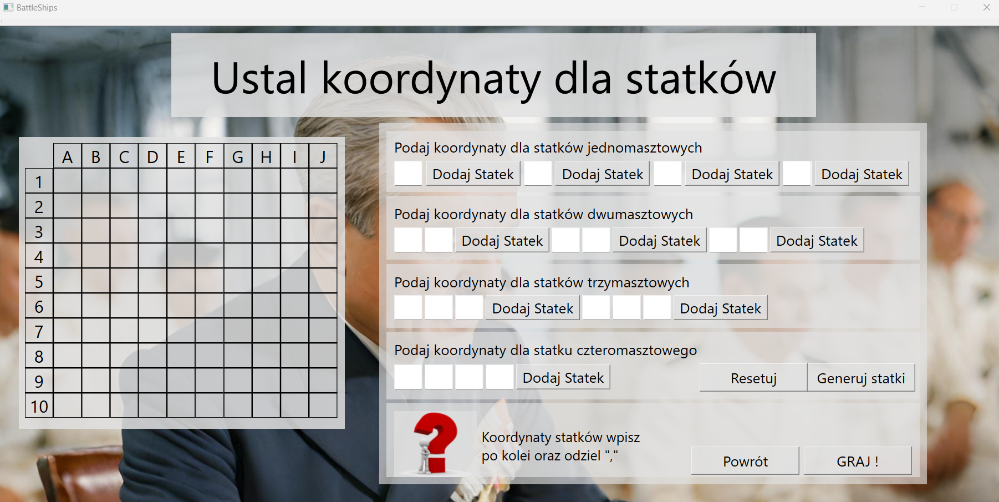 BattleShips
Ustal koordynaty dla statków
A B C D E F G H I J
1
2
3
4
5
6
7
8
9
10
Podaj koordynaty dla statków jednomasztowych
Dodaj Statek Dodaj Statek Dodaj Statek Dodaj Statek
Podaj koordynaty dla statków dwumasztowych
Dodaj Statek Dodaj Statek Dodaj Statek
Podaj koordynaty dla statków trzymasztowych
Dodaj Statek Dodaj Statek
Podaj koordynaty dla statku czteromasztowego
Dodaj Statek Resetuj Generuj statki
Koordynaty statków wpisz
po kolei oraz odziel ","
Powrót GRAJ !